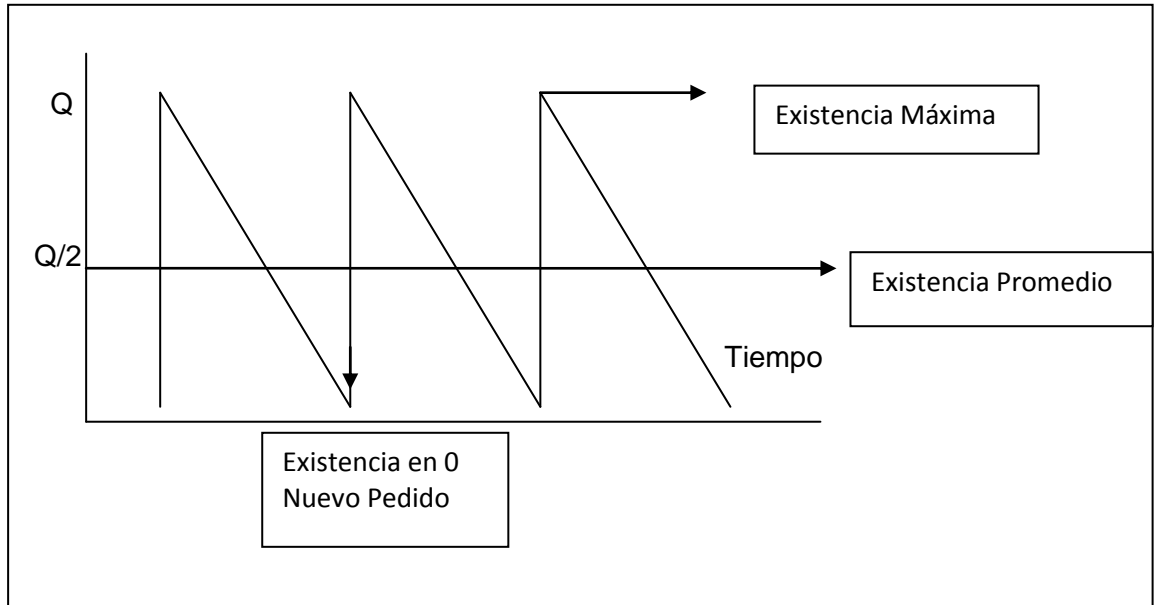 Q
Existencia Máxima
Q/2
Existencia Promedio
Tiempo
Existencia en 0
Nuevo Pedido